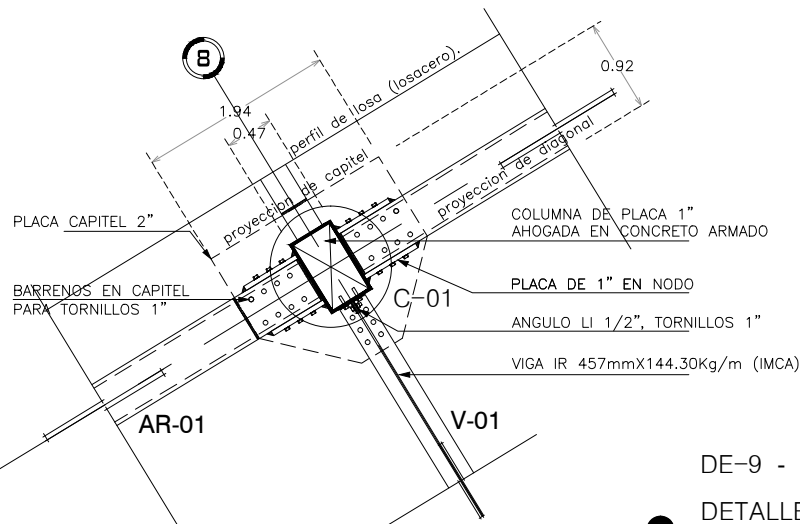 8
1.94
0.47
0.92
perfil de losa (losacero).
proyeccion de capitel
proyeccion de diagonal
PLACA CAPITEL 2”
BARRENOS EN CAPITEL
PARA TORNILLOS 1”
COLUMNA DE PLACA 1”
AHOGADA EN CONCRETO ARMADO
PLACA DE 1” EN NODO
C-01
ANGULO LI 1/2”, TORNILLOS 1”
VIGA IR 457mmX144.30Kg/m (IMCA)
AR-01
V-01
DE-9 -
DETALLE